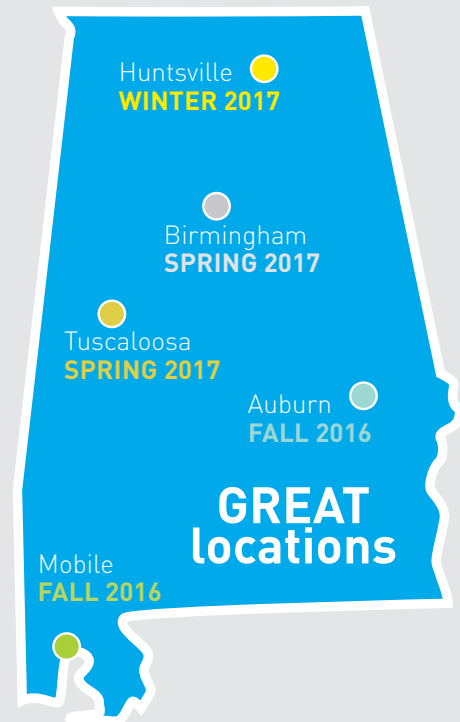 Huntsville
WINTER 2017
Birmingham
SPRING 2017
Tuscaloosa
SPRING 2017
Auburn
FALL 2016
GREAT
locations
Mobile
FALL 2016